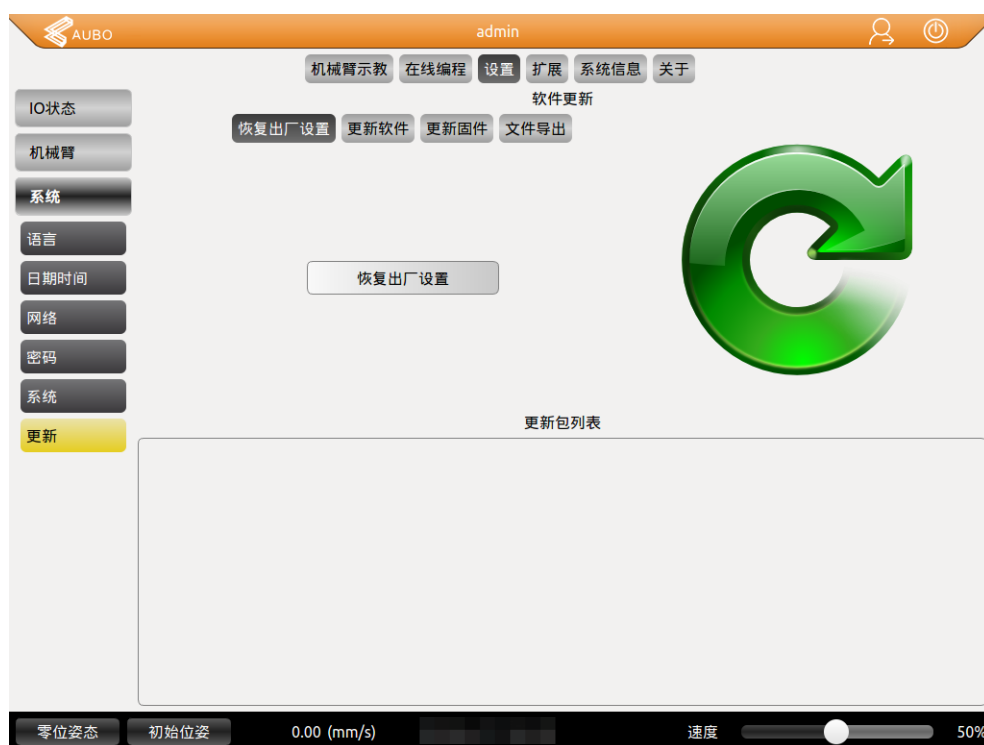 AUBO admin
机械臂示教 在线编程 设置 扩展 系统信息 关于
软件更新
IO状态
恢复出厂设置 更新软件 更新固件 文件导出
机械臂
系统
语言
日期时间
恢复出厂设置
网络
密码
系统
更新包列表
更新
零位姿态 初始位姿 0.00 (mm/s) 速度 50%